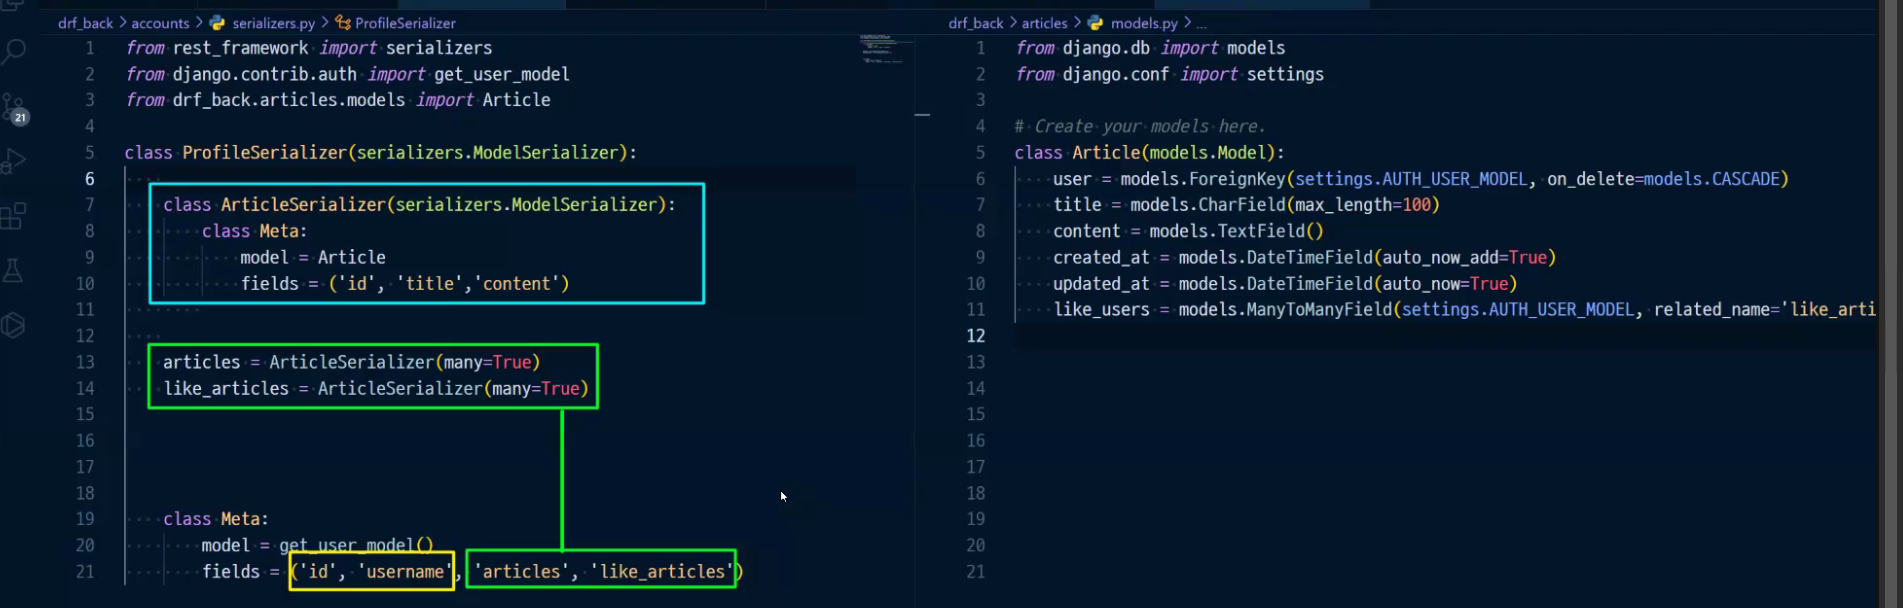 drf_back > accounts > serializers.py > ProfileSerializer
1 from rest_framework import serializers
2 from django.contrib.auth import get_user_model
3 from drf_back.articles.models import Article
4
5 class ProfileSerializer(serializers.ModelSerializer):
6
7 class ArticleSerializer(serializers.ModelSerializer):
8 class Meta:
9 model = Article
10 fields = ('id', 'title','content')
11
12
13 articles = ArticleSerializer(many=True)
14 like_articles = ArticleSerializer(many=True)
15
16
17
18
19 class Meta:
20 model = get_user_model()
21 fields = ('id', 'username', 'articles', 'like_articles')
21
drf_back > articles > models.py > ...
1 from django.db import models
2 from django.conf import settings
3
4 # Create your models here.
5 class Article(models.Model):
6 user = models.ForeignKey(settings.AUTH_USER_MODEL, on_delete=models.CASCADE)
7 title = models.CharField(max_length=100)
8 content = models.TextField()
9 created_at = models.DateTimeField(auto_now_add=True)
10 updated_at = models.DateTimeField(auto_now=True)
11 like_users = models.ManyToManyField(settings.AUTH_USER_MODEL, related_name='like_arti
12
13
14
15
16
17
18
19
20
21